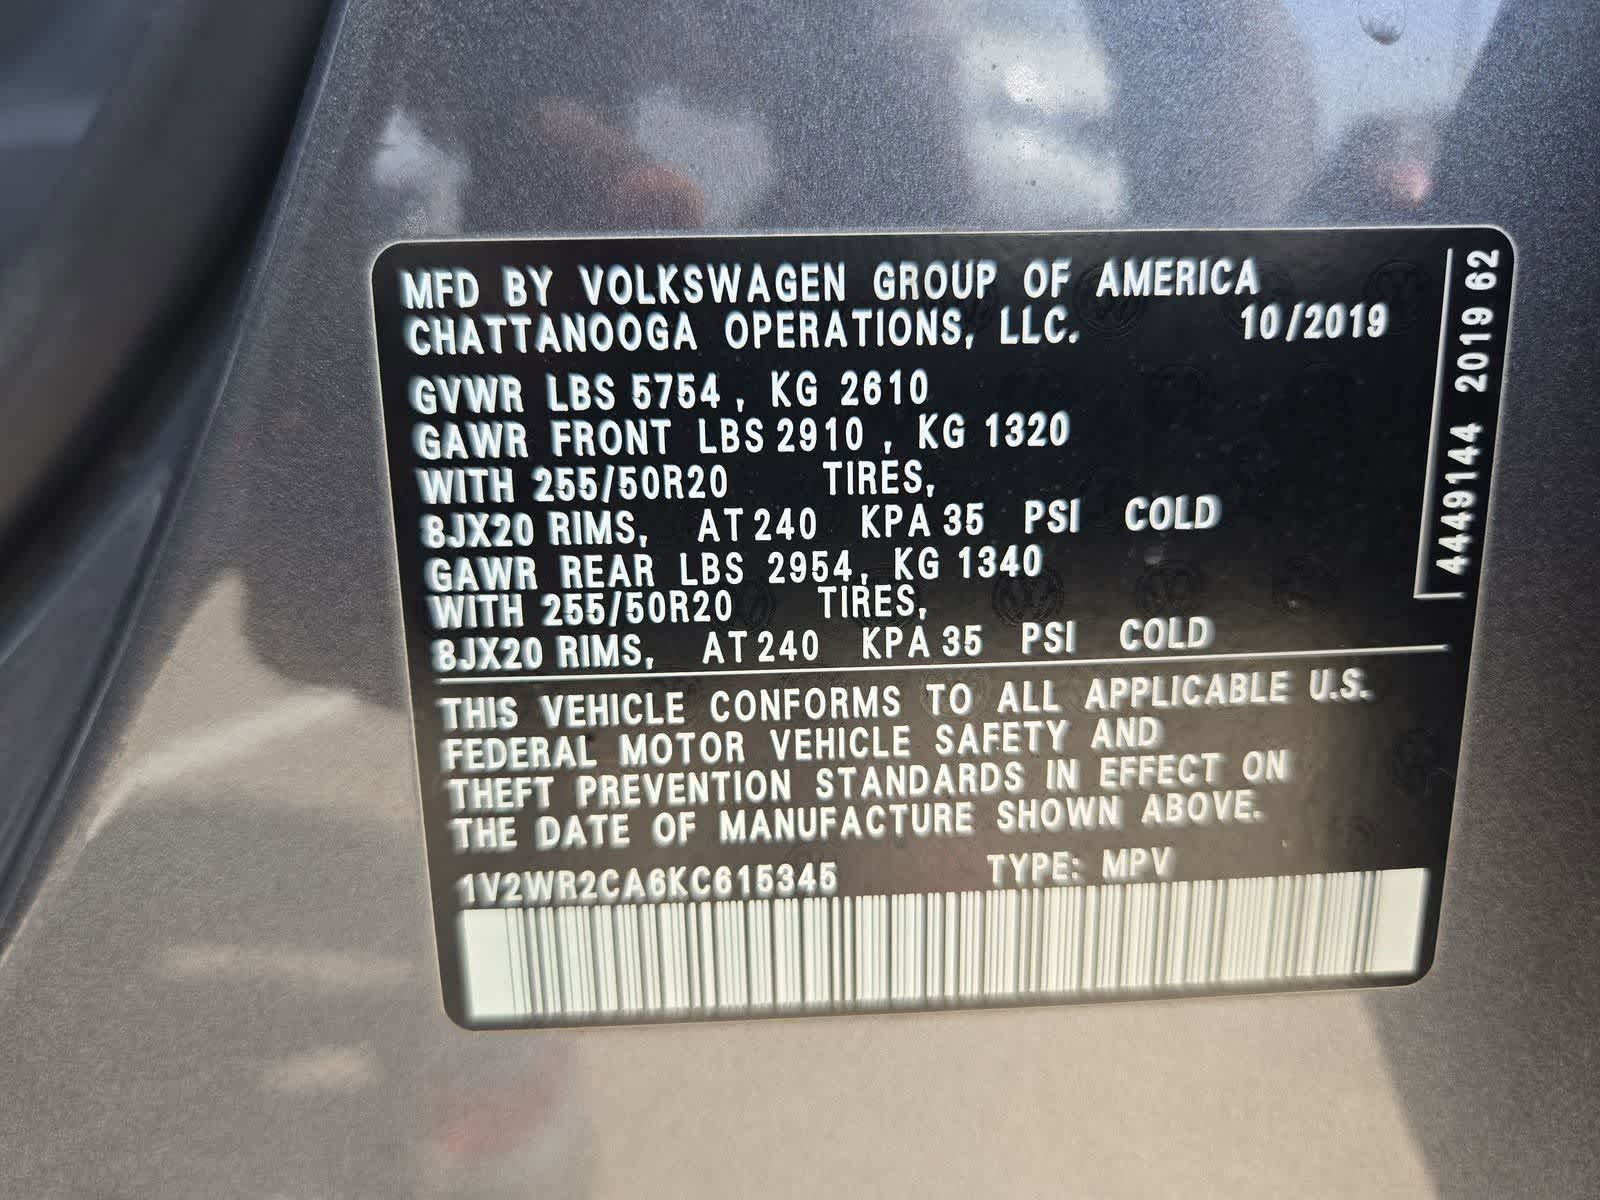 MFD BY VOLKSWAGEN GROUP OF AMERICA
CHATTANOOGA OPERATIONS, LLC. 10/2019
GVWR LBS 5754, KG 2610
GAWR FRONT LBS 2910, KG 1320
WITH 255/50R20 TIRES,
8JX20 RIMS, AT 240 KPA 35 PSI COLD
GAWR REAR LBS 2954, KG 1340
WITH 255/50R20 TIRES,
8JX20 RIMS, AT 240 KPA 35 PSI COLD
THIS VEHICLE CONFORMS TO ALL APPLICABLE U.S.
FEDERAL MOTOR VEHICLE SAFETY AND
THEFT PREVENTION STANDARDS IN EFFECT ON
THE DATE OF MANUFACTURE SHOWN ABOVE.
1V2WR2CA6KC615345 TYPE: MPV
4449144 2019 62